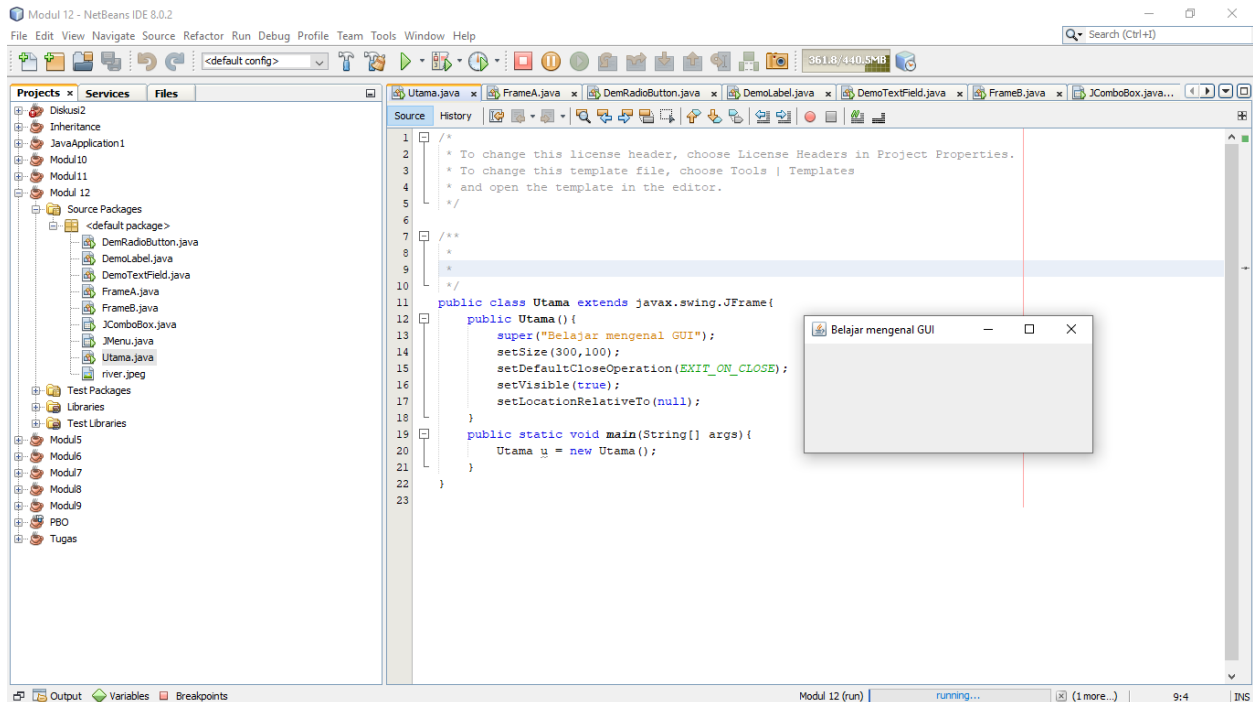 Modul 12 - NetBeans IDE 8.0.2
File Edit View Navigate Source Refactor Run Debug Profile Team Tools Window Help
Search (Ctrl+I)
<default config>
361.8/440.5MB
Projects x Services Files
Utama.java x FrameA.java x DemRadioButton.java x DemoLabel.java x DemoTextField.java x FrameB.java x JComboBox.java...
Source History
Diskusi2
Inheritance
JavaApplication1
Modul10
Modul11
Modul 12
Source Packages
<default package>
DemRadioButton.java
DemoLabel.java
DemoTextField.java
FrameA.java
FrameB.java
JComboBox.java
JMenu.java
Utama.java
river.jpeg
Test Packages
Libraries
Test Libraries
Modul5
Modul6
Modul7
Modul8
Modul9
PBO
Tugas
1 /*
2 * To change this license header, choose License Headers in Project Properties.
3 * To change this template file, choose Tools | Templates
4 * and open the template in the editor.
5 */
6
7 /**
8 *
9 *
10 */
11 public class Utama extends javax.swing.JFrame{
12 public Utama(){
13 super("Belajar mengenal GUI");
14 setSize(300,100);
15 setDefaultCloseOperation(EXIT_ON_CLOSE);
16 setVisible(true);
17 setLocationRelativeTo(null);
18 }
19 public static void main(String[] args){
20 Utama u = new Utama();
21 }
22 }
23
Belajar mengenal GUI
Output Variables Breakpoints
Modul 12 (run) running... (1 more...) 9:4 INS